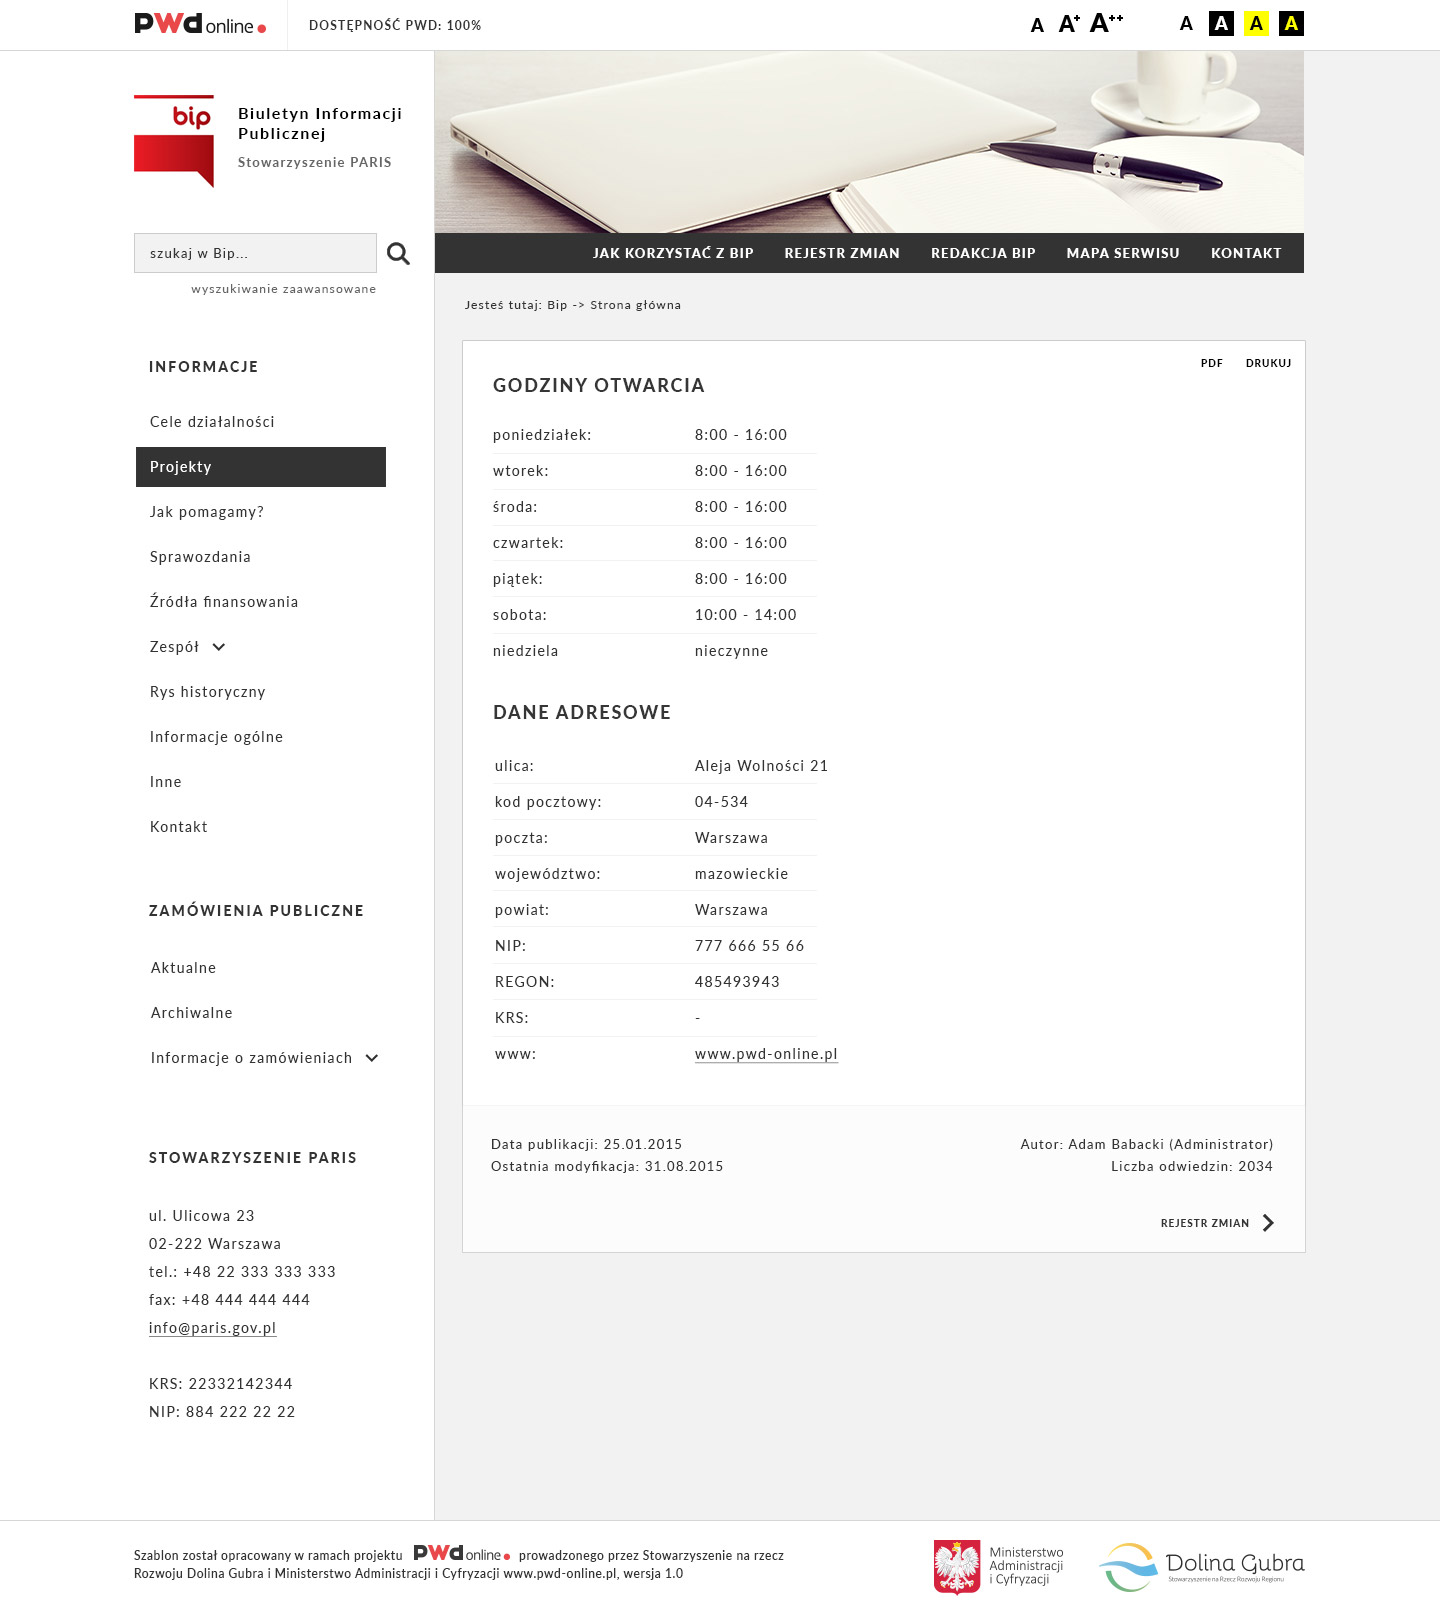 PWd online
DOSTĘPNOŚĆ PWD: 100%
A A+ A++ A A A A
bip
Biuletyn Informacji
Publicznej
Stowarzyszenie PARIS
szukaj w Bip...
wyszukiwanie zaawansowane
JAK KORZYSTAĆ Z BIP REJESTR ZMIAN REDAKCJA BIP MAPA SERWISU KONTAKT
Jesteś tutaj: Bip -> Strona główna
INFORMACJE
Cele działalności
Projekty
Jak pomagamy?
Sprawozdania
Źródła finansowania
Zespół
Rys historyczny
Informacje ogólne
Inne
Kontakt
ZAMÓWIENIA PUBLICZNE
Aktualne
Archiwalne
Informacje o zamówieniach
STOWARZYSZENIE PARIS
ul. Ulicowa 23
02-222 Warszawa
tel.: +48 22 333 333 333
fax: +48 444 444 444
info@paris.gov.pl
KRS: 22332142344
NIP: 884 222 22 22
PDF DRUKUJ
GODZINY OTWARCIA
poniedziałek: 8:00 - 16:00
wtorek: 8:00 - 16:00
środa: 8:00 - 16:00
czwartek: 8:00 - 16:00
piątek: 8:00 - 16:00
sobota: 10:00 - 14:00
niedziela nieczynne
DANE ADRESOWE
ulica: Aleja Wolności 21
kod pocztowy: 04-534
poczta: Warszawa
województwo: mazowieckie
powiat: Warszawa
NIP: 777 666 55 66
REGON: 485493943
KRS: -
www: www.pwd-online.pl
Data publikacji: 25.01.2015 Autor: Adam Babacki (Administrator)
Ostatnia modyfikacja: 31.08.2015 Liczba odwiedzin: 2034
REJESTR ZMIAN
Szablon został opracowany w ramach projektu PWd online prowadzonego przez Stowarzyszenie na rzecz
Rozwoju Dolina Gubra i Ministerstwo Administracji i Cyfryzacji www.pwd-online.pl, wersja 1.0
Ministerstwo
Administracji
i Cyfryzacji
Dolina Gubra
Stowarzyszenie na Rzecz Rozwoju Regionu